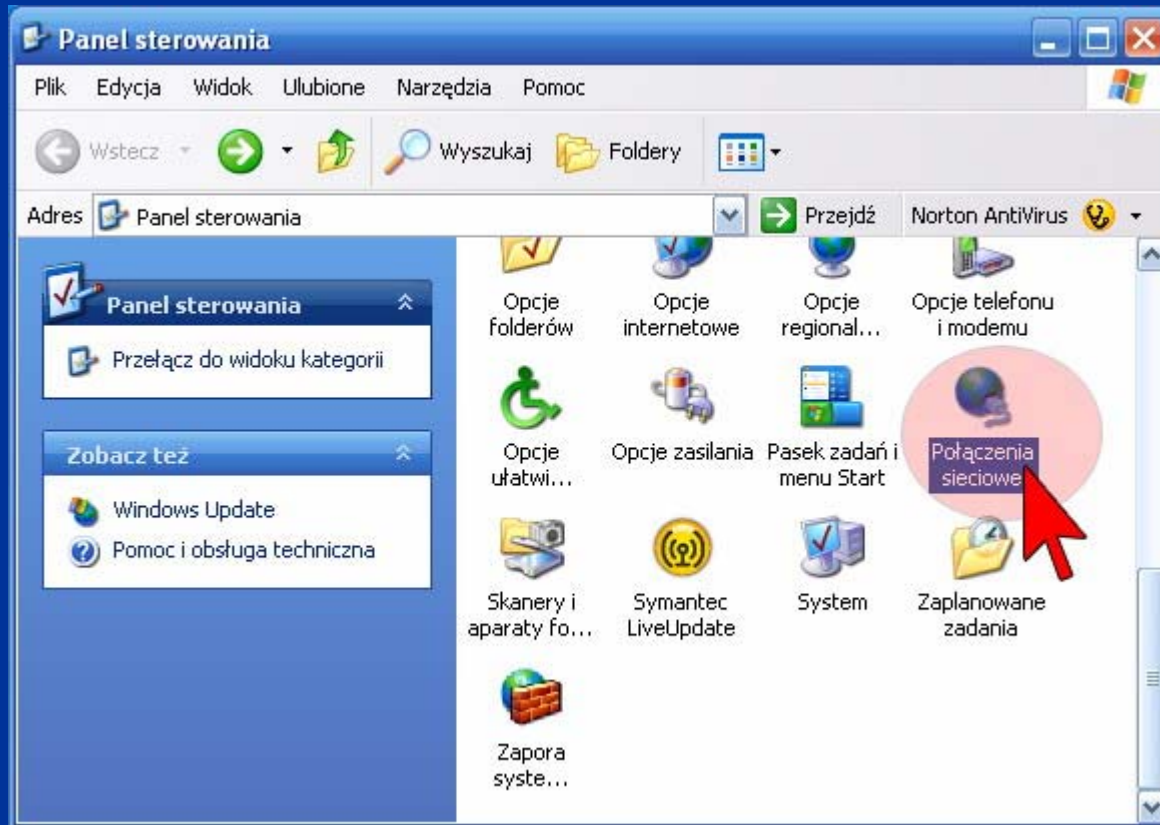 Panel sterowania
Plik Edycja Widok Ulubione Narzędzia Pomoc
Wstecz Wyszukaj Foldery
Adres Panel sterowania Przejdź Norton AntiVirus
Panel sterowania
Przełącz do widoku kategorii
Zobacz też
Windows Update
Pomoc i obsługa techniczna
Opcje
folderów
Opcje
internetowe
Opcje
regional...
Opcje telefonu
i modemu
Opcje
ułatwi...
Opcje zasilania
Pasek zadań i
menu Start
Połączenia
sieciowe
Skanery i
aparaty fo...
Symantec
LiveUpdate
System
Zaplanowane
zadania
Zapora
syste...